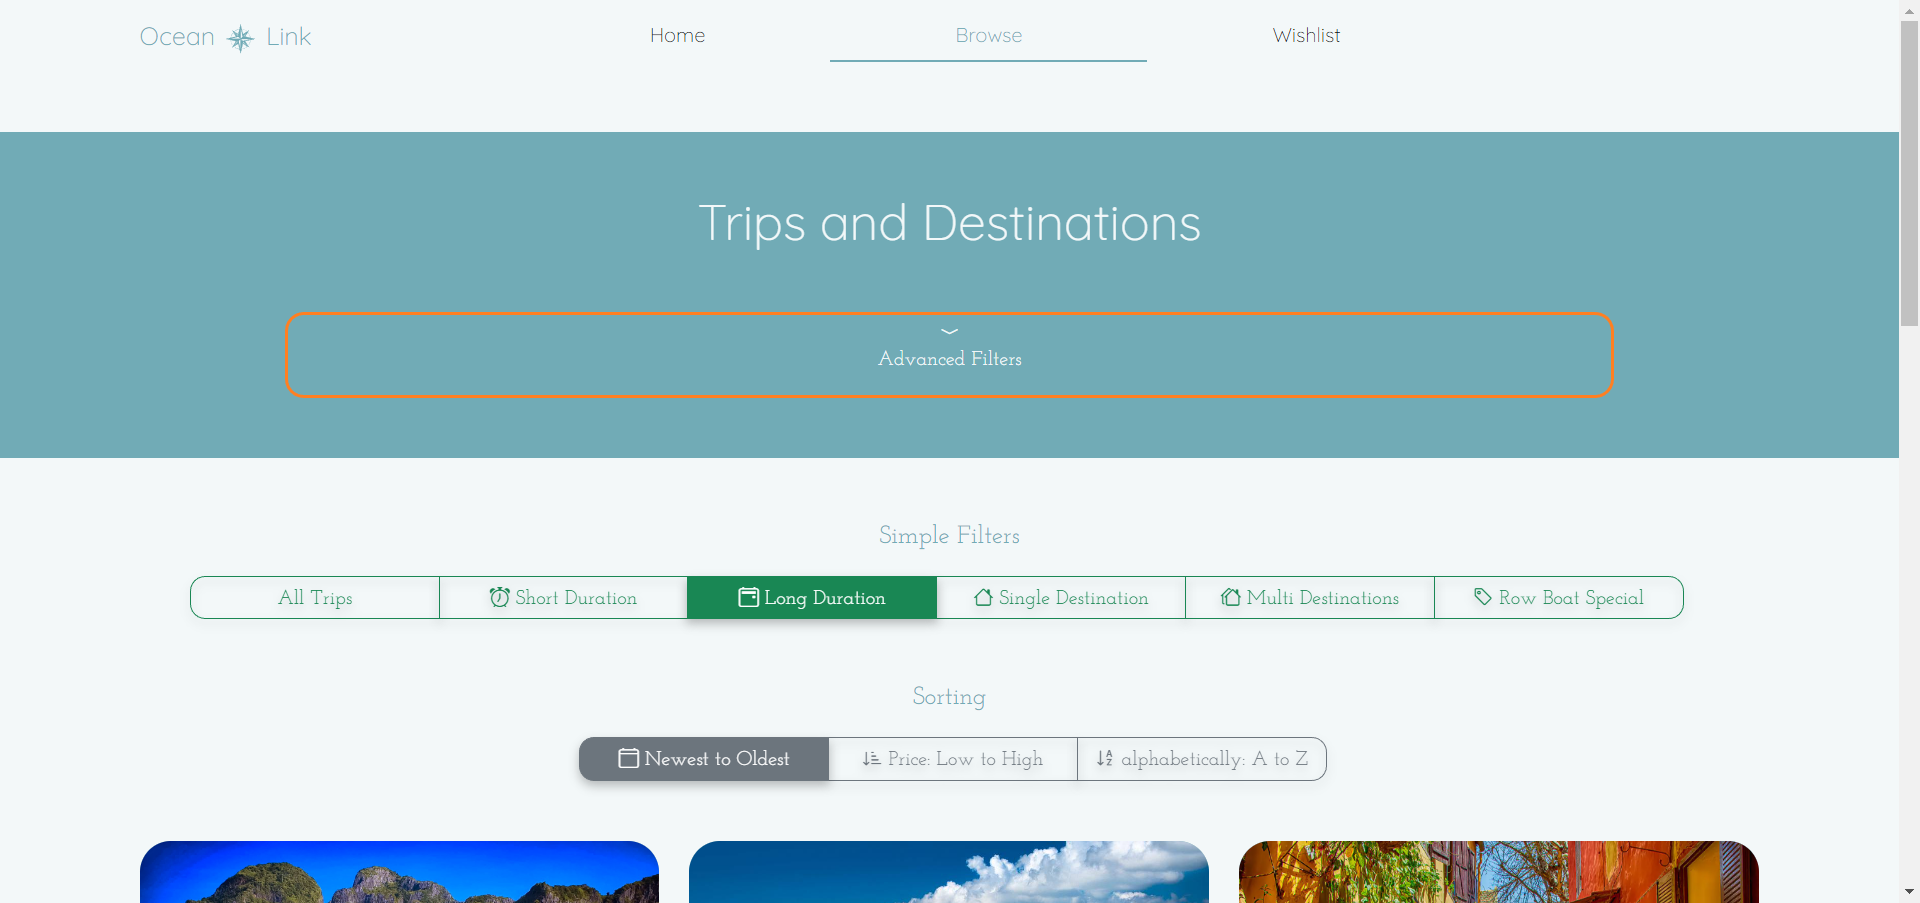 Ocean Link
Home
Browse
Wishlist
Trips and Destinations
Advanced Filters
Simple Filters
All Trips
Short Duration
Long Duration
Single Destination
Multi Destinations
Row Boat Special
Sorting
Newest to Oldest
Price: Low to High
alphabetically: A to Z